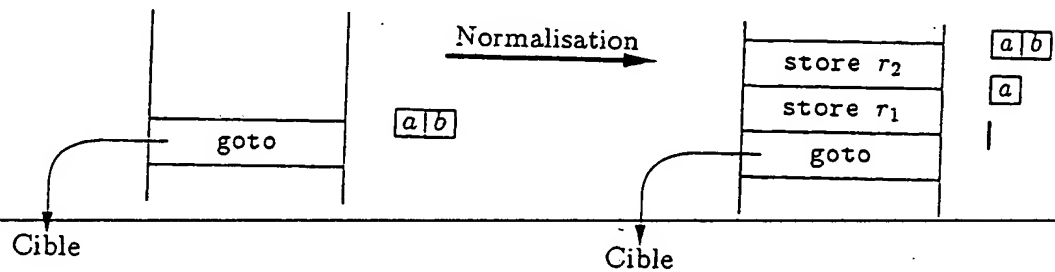 Normalisation
a b
store r2
a
store r1
a b
goto
goto
Cible
Cible